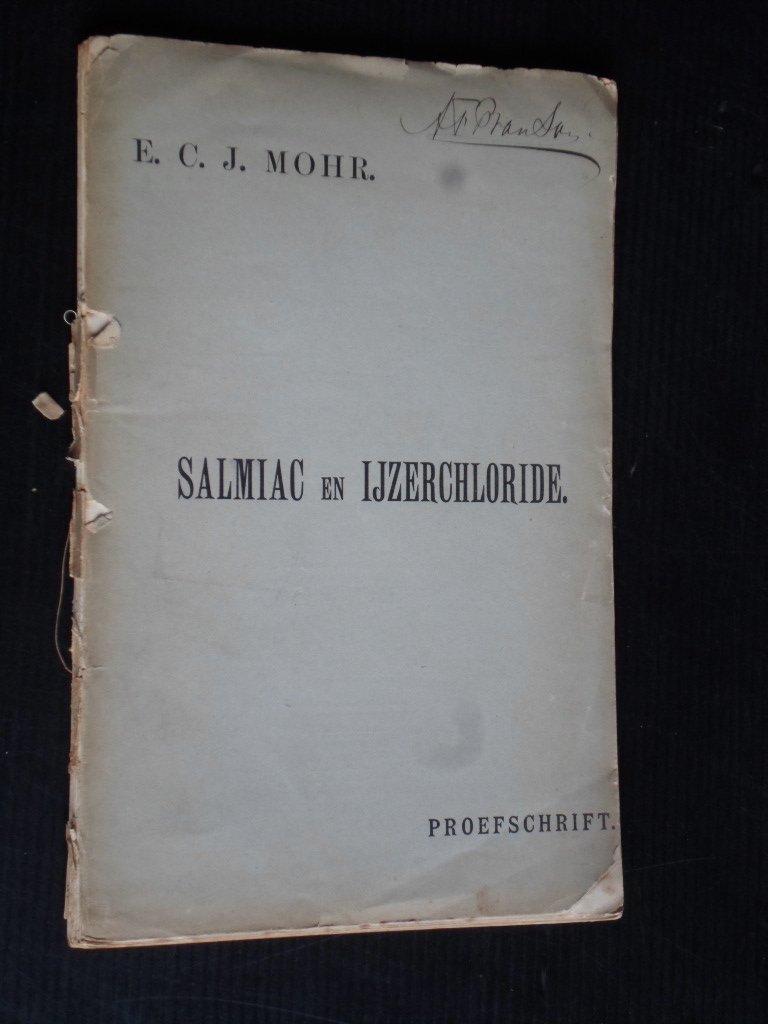 E. C. J. MOHR.
SALMIAC EN IJZERCHLORIDE.
PROEFSCHRIFT.